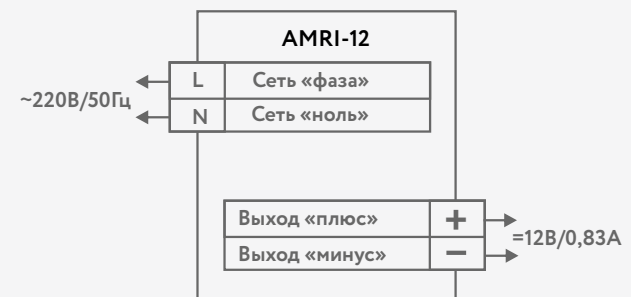 AMRI-12
L Сеть «фаза»
~220В/50Гц
N Сеть «ноль»
Выход «плюс» +
=12В/0,83А
Выход «минус» −